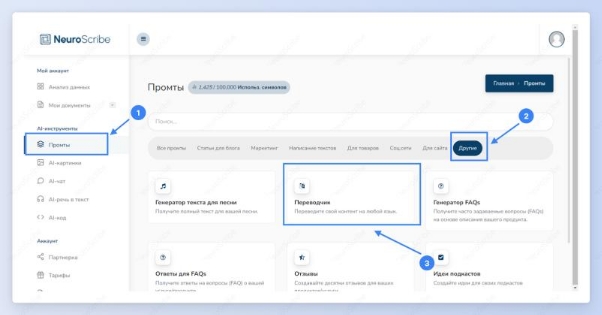 NeuroScribe
Мой аккаунт
Анализ данных
Мои документы
AI-инструменты
Промты
AI-картинки
AI-чат
AI-речь в текст
AI-код
Аккаунт
Партнерка
Тарифы
1
Промты
1,425 / 100,000 Использ. символов
Главная
Промты
Поиск...
2
Все промты
Статьи для блога
Маркетинг
Написание текстов
Для товаров
Соц.сети
Для сайта
Другие
Генератор текста для песни
Получите полный текст для вашей песни.
Переводчик
Переведите свой контент на любой язык.
Генератор FAQs
Получите часто задаваемые вопросы (FAQs)
на основе описания вашего продукта.
3
Ответы для FAQs
Получите ответы на вопросы (FAQ) о вашей
Отзывы
Создавайте десятки отзывов для ваших
Идеи подкастов
Создайте идеи для своих подкастов